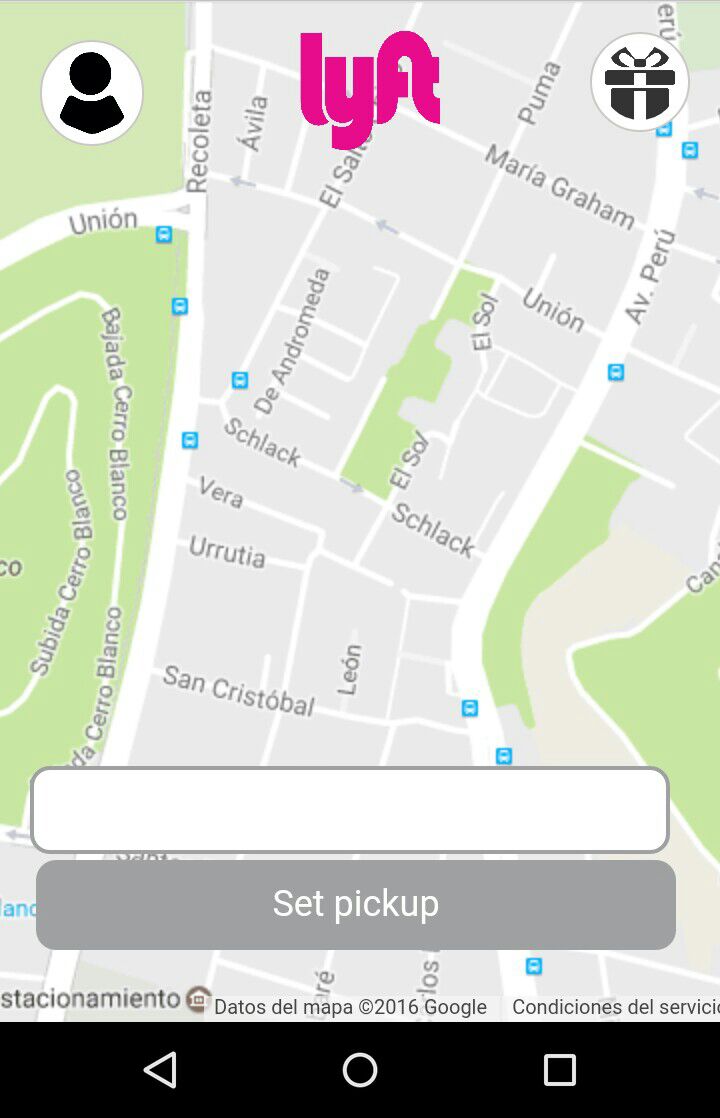 lyft
Perú
Recoleta
Ávila
El Salto
Puma
María Graham
Unión
Av. Perú
Unión
El Sol
De Andromeda
Bajada Cerro Blanco
Schlack
El Sol
Vera
Schlack
Urrutia
co
Subida Cerro Blanco
León
San Cristóbal
da Cerro Blanco
Set pickup
stacionamiento
Datos del mapa ©2016 Google
Condiciones del servicio